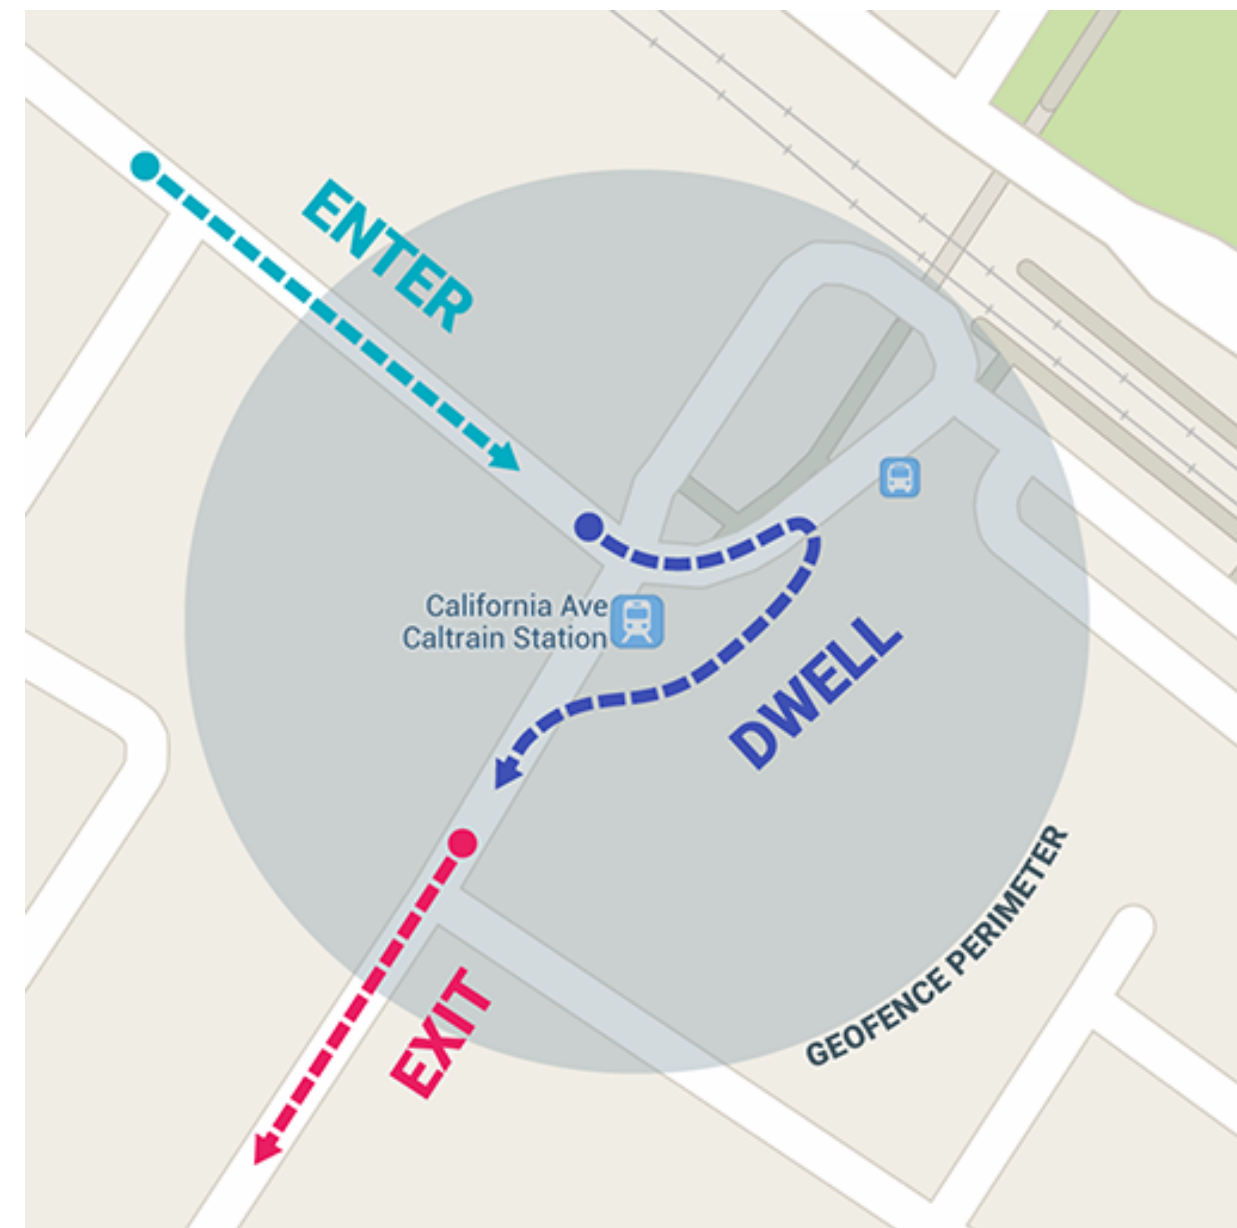 ENTER
California Ave
Caltrain Station
DWELL
GEOFENCE PERIMETER
EXIT